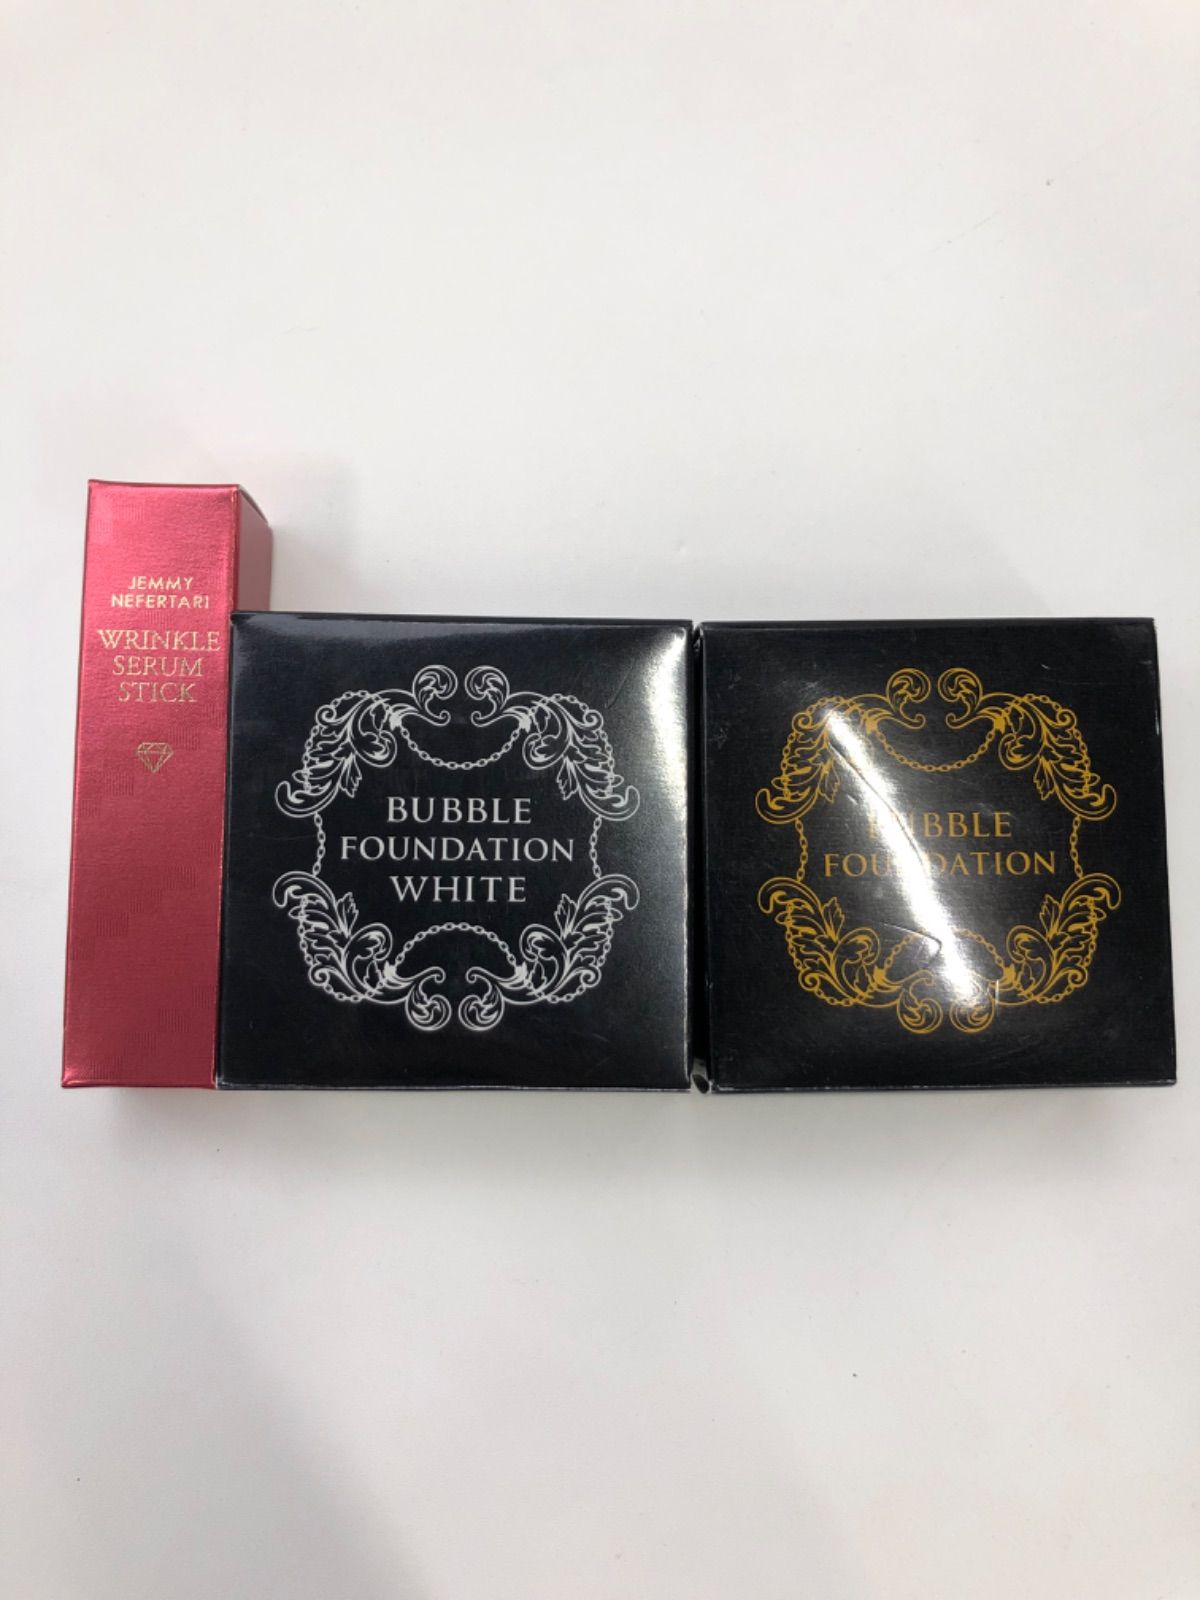 JEMMY
NEFERTARI
WRINKLE
SERUM
STICK
BUBBLE
FOUNDATION
WHITE
BUBBLE
FOUNDATION